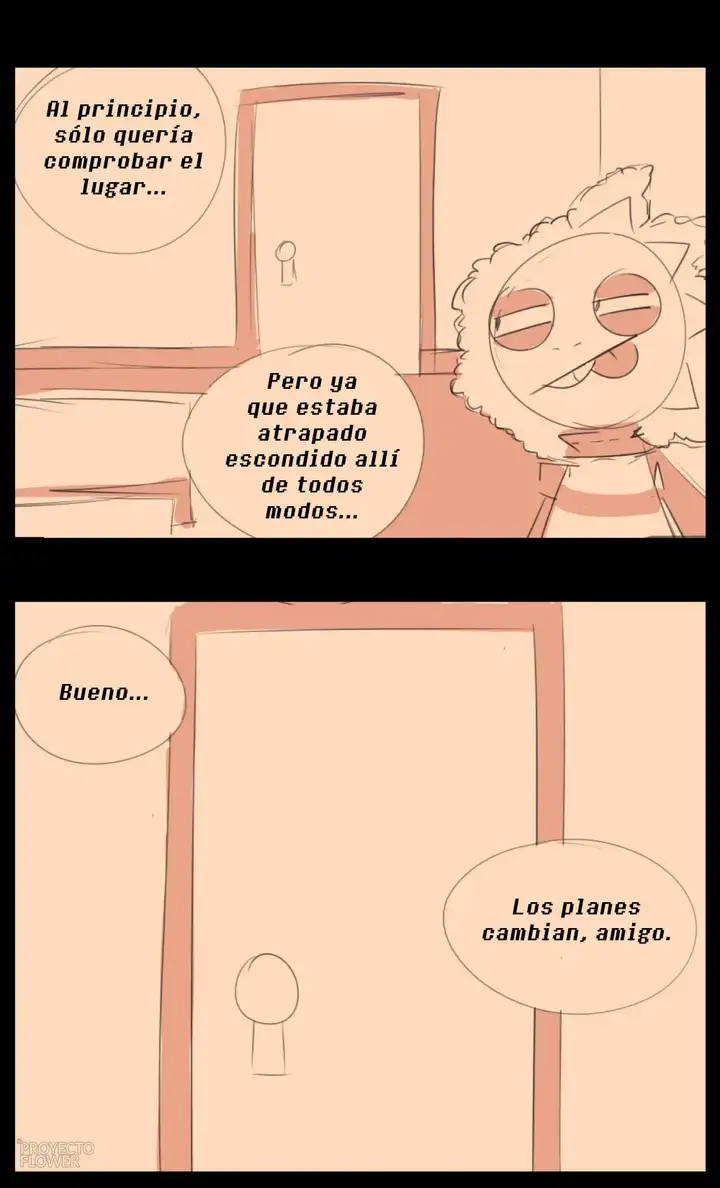 Al principio,
sólo quería
comprobar el
lugar...
Pero ya
que estaba
atrapado
escondido allí
de todos
modos...
Bueno...
Los planes
cambian, amigo.
PROYECTO
FLOWER